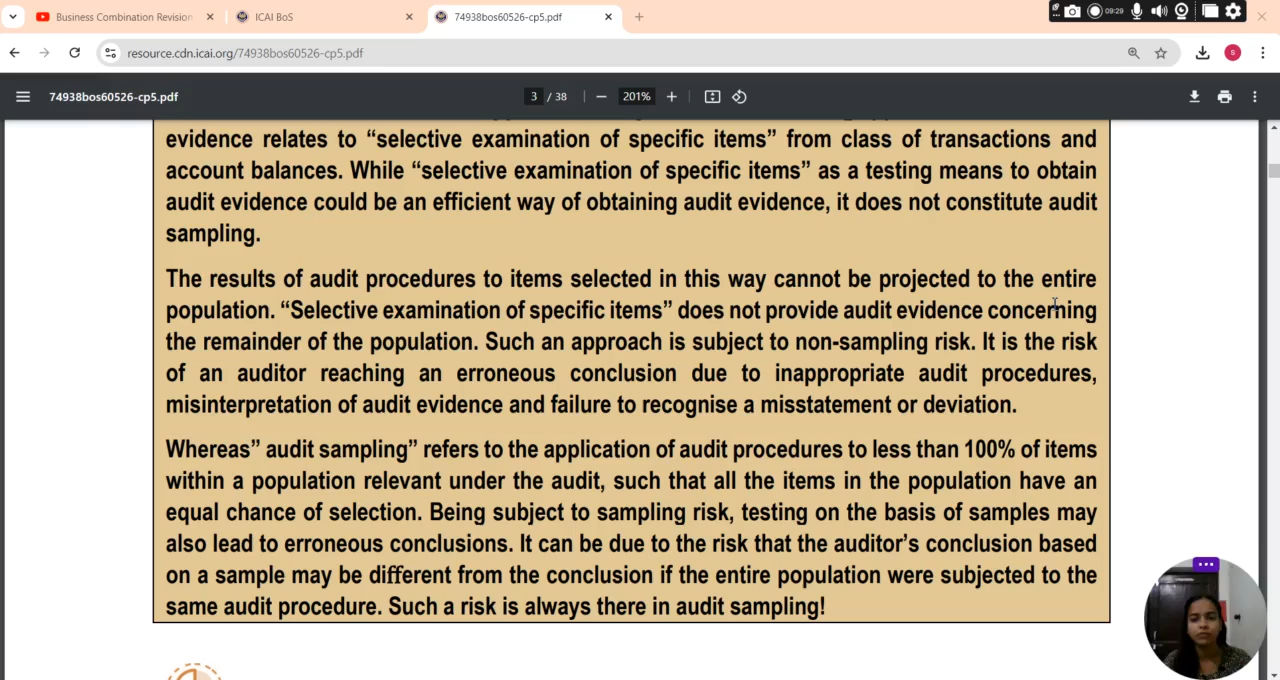 Business Combination Revision
ICAI BoS
74938bos60526-cp5.pdf
09:29
resource.cdn.icai.org/74938bos60526-cp5.pdf
S
74938bos60526-cp5.pdf
3 / 38
201%
evidence relates to “selective examination of specific items” from class of transactions and
account balances. While “selective examination of specific items” as a testing means to obtain
audit evidence could be an efficient way of obtaining audit evidence, it does not constitute audit
sampling.
The results of audit procedures to items selected in this way cannot be projected to the entire
population. “Selective examination of specific items” does not provide audit evidence concerning
the remainder of the population. Such an approach is subject to non-sampling risk. It is the risk
of an auditor reaching an erroneous conclusion due to inappropriate audit procedures,
misinterpretation of audit evidence and failure to recognise a misstatement or deviation.
Whereas” audit sampling” refers to the application of audit procedures to less than 100% of items
within a population relevant under the audit, such that all the items in the population have an
equal chance of selection. Being subject to sampling risk, testing on the basis of samples may
also lead to erroneous conclusions. It can be due to the risk that the auditor’s conclusion based
on a sample may be different from the conclusion if the entire population were subjected to the
same audit procedure. Such a risk is always there in audit sampling!